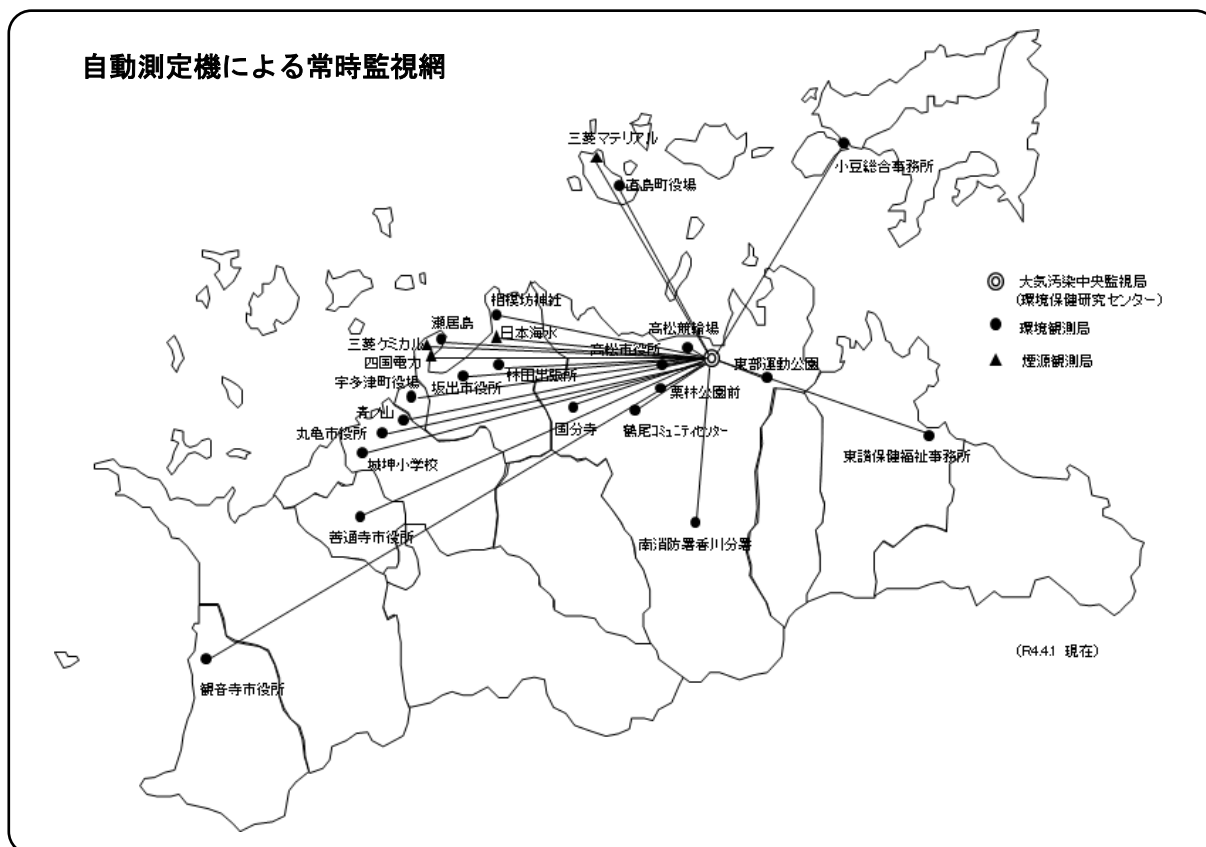 自動測定機による常時監視網
三菱マテリアル
直島町役場
小豆総合事務所
大気汚染中央監視局
(環境保健研究センター)
環境観測局
煙源観測局
相模坊神社
瀬居島
日本海水
三菱ケミカル
四国電力
高松競輪場
高松市役所
東部運動公園
林田出張所
坂出市役所
宇多津町役場
栗林公園前
青の山
国分寺
鶴尾コミュニティセンター
丸亀市役所
城坤小学校
東讃保健福祉事務所
善通寺市役所
南消防署香川分署
観音寺市役所
(R4.4.1 現在)